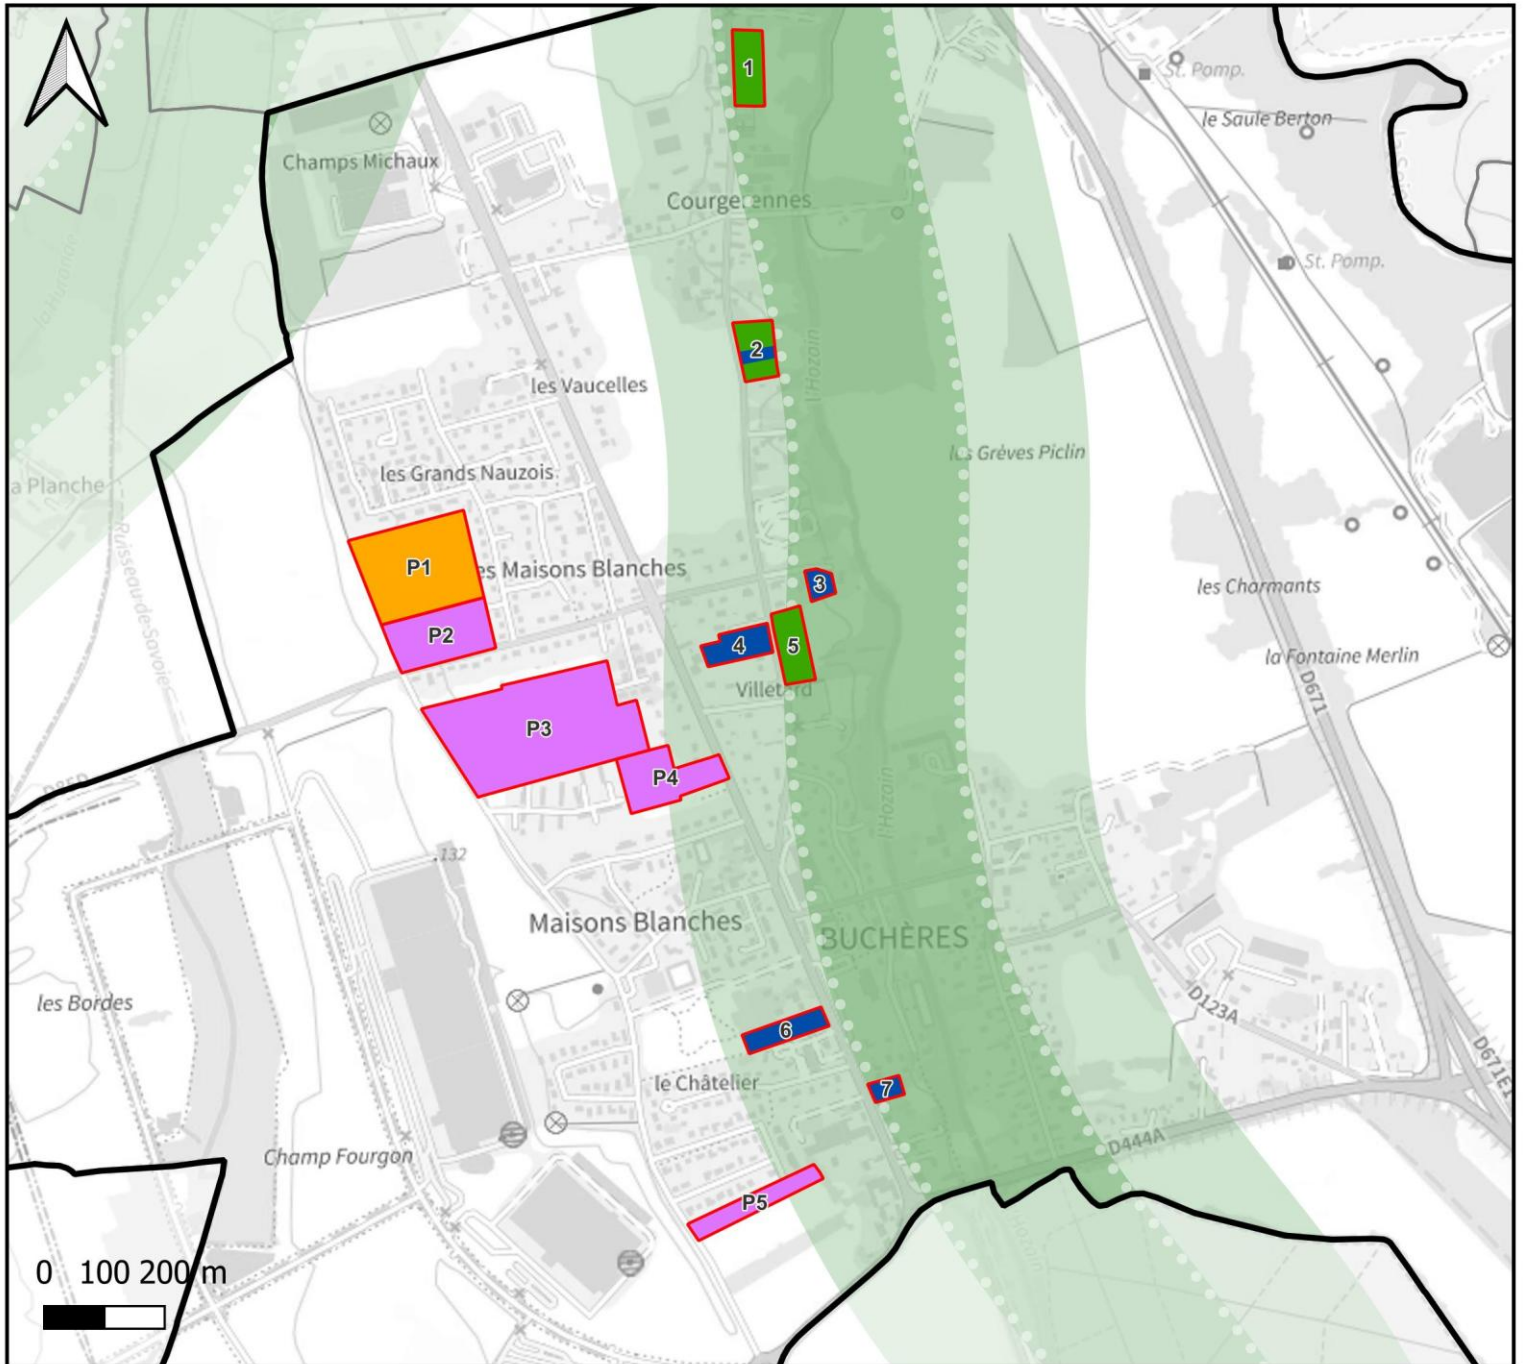 1
St. Pomp.
le Saule Berton
Champs Michaux
Courgerennes
la Hurande
St. Pomp.
2
l'Hozain
les Vaucelles
les Grands Nauzois
les Gréves Piclin
a Planche
P1
es Maisons Blanches
3
les Charmants
Ruisseau de Savoie
P2
4
5
la Fontaine Merlin
Villetard
D671
P3
P4
l'Hozain
132
Maisons Blanches
BUCHÈRES
les Bordes
D123A
6
D671E1
le Châtelier
7
D444A
Champ Fourgon
P5
0 100 200 m